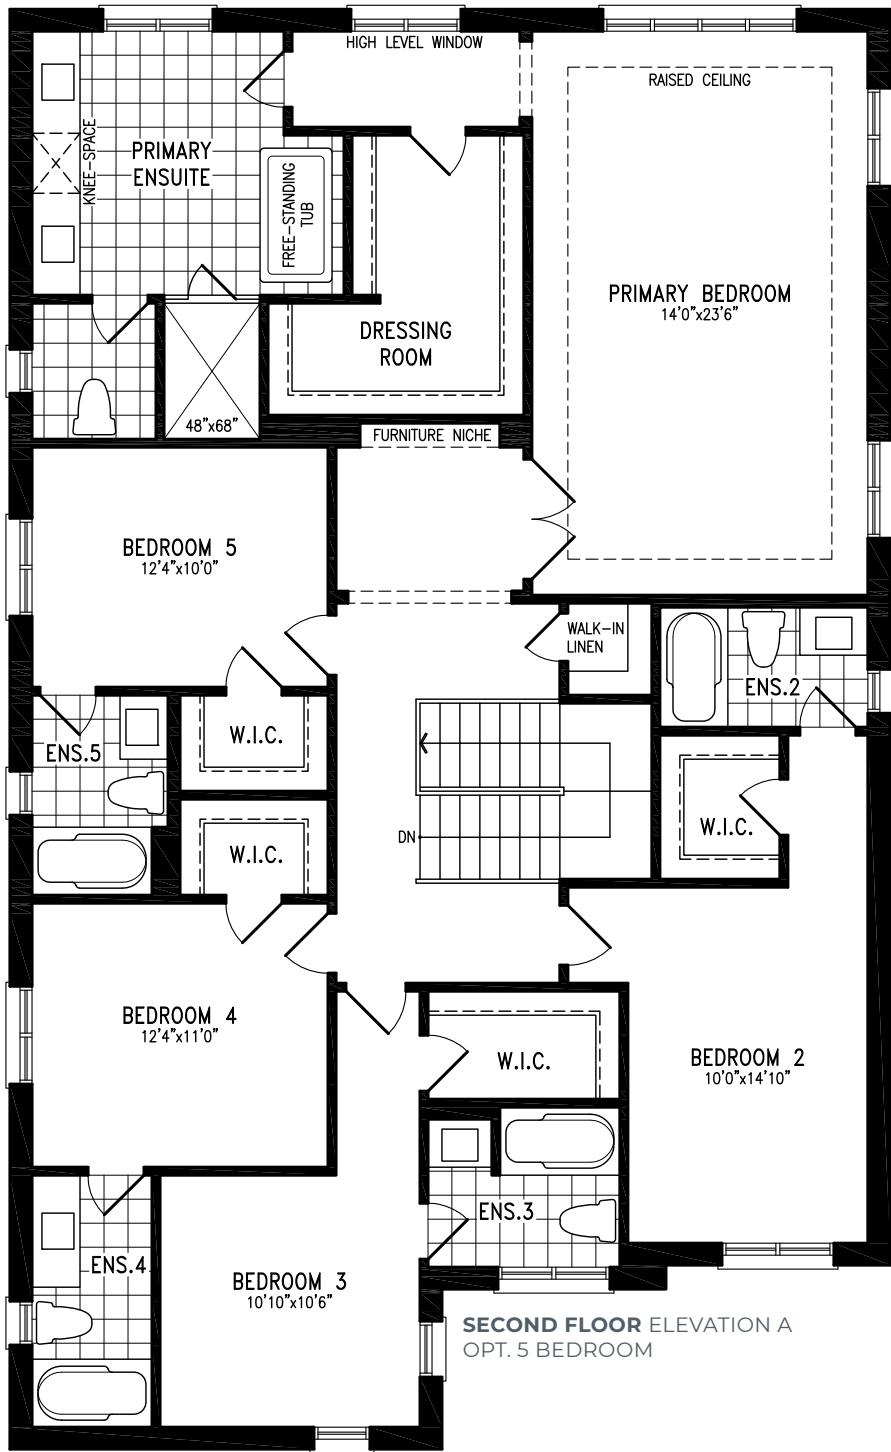 HIGH LEVEL WINDOW
RAISED CEILING
KNEE-SPACE
PRIMARY
ENSUITE
FREE-STANDING
TUB
PRIMARY BEDROOM
14'0"x23'6"
DRESSING
ROOM
48"x68"
FURNITURE NICHE
BEDROOM 5
12'4"x10'0"
WALK-IN
LINEN
ENS.2
W.I.C.
ENS.5
W.I.C.
DN
W.I.C.
BEDROOM 4
12'4"x11'0"
W.I.C.
BEDROOM 2
10'0"x14'10"
ENS.3
ENS.4
BEDROOM 3
10'10"x10'6"
SECOND FLOOR ELEVATION A
OPT. 5 BEDROOM